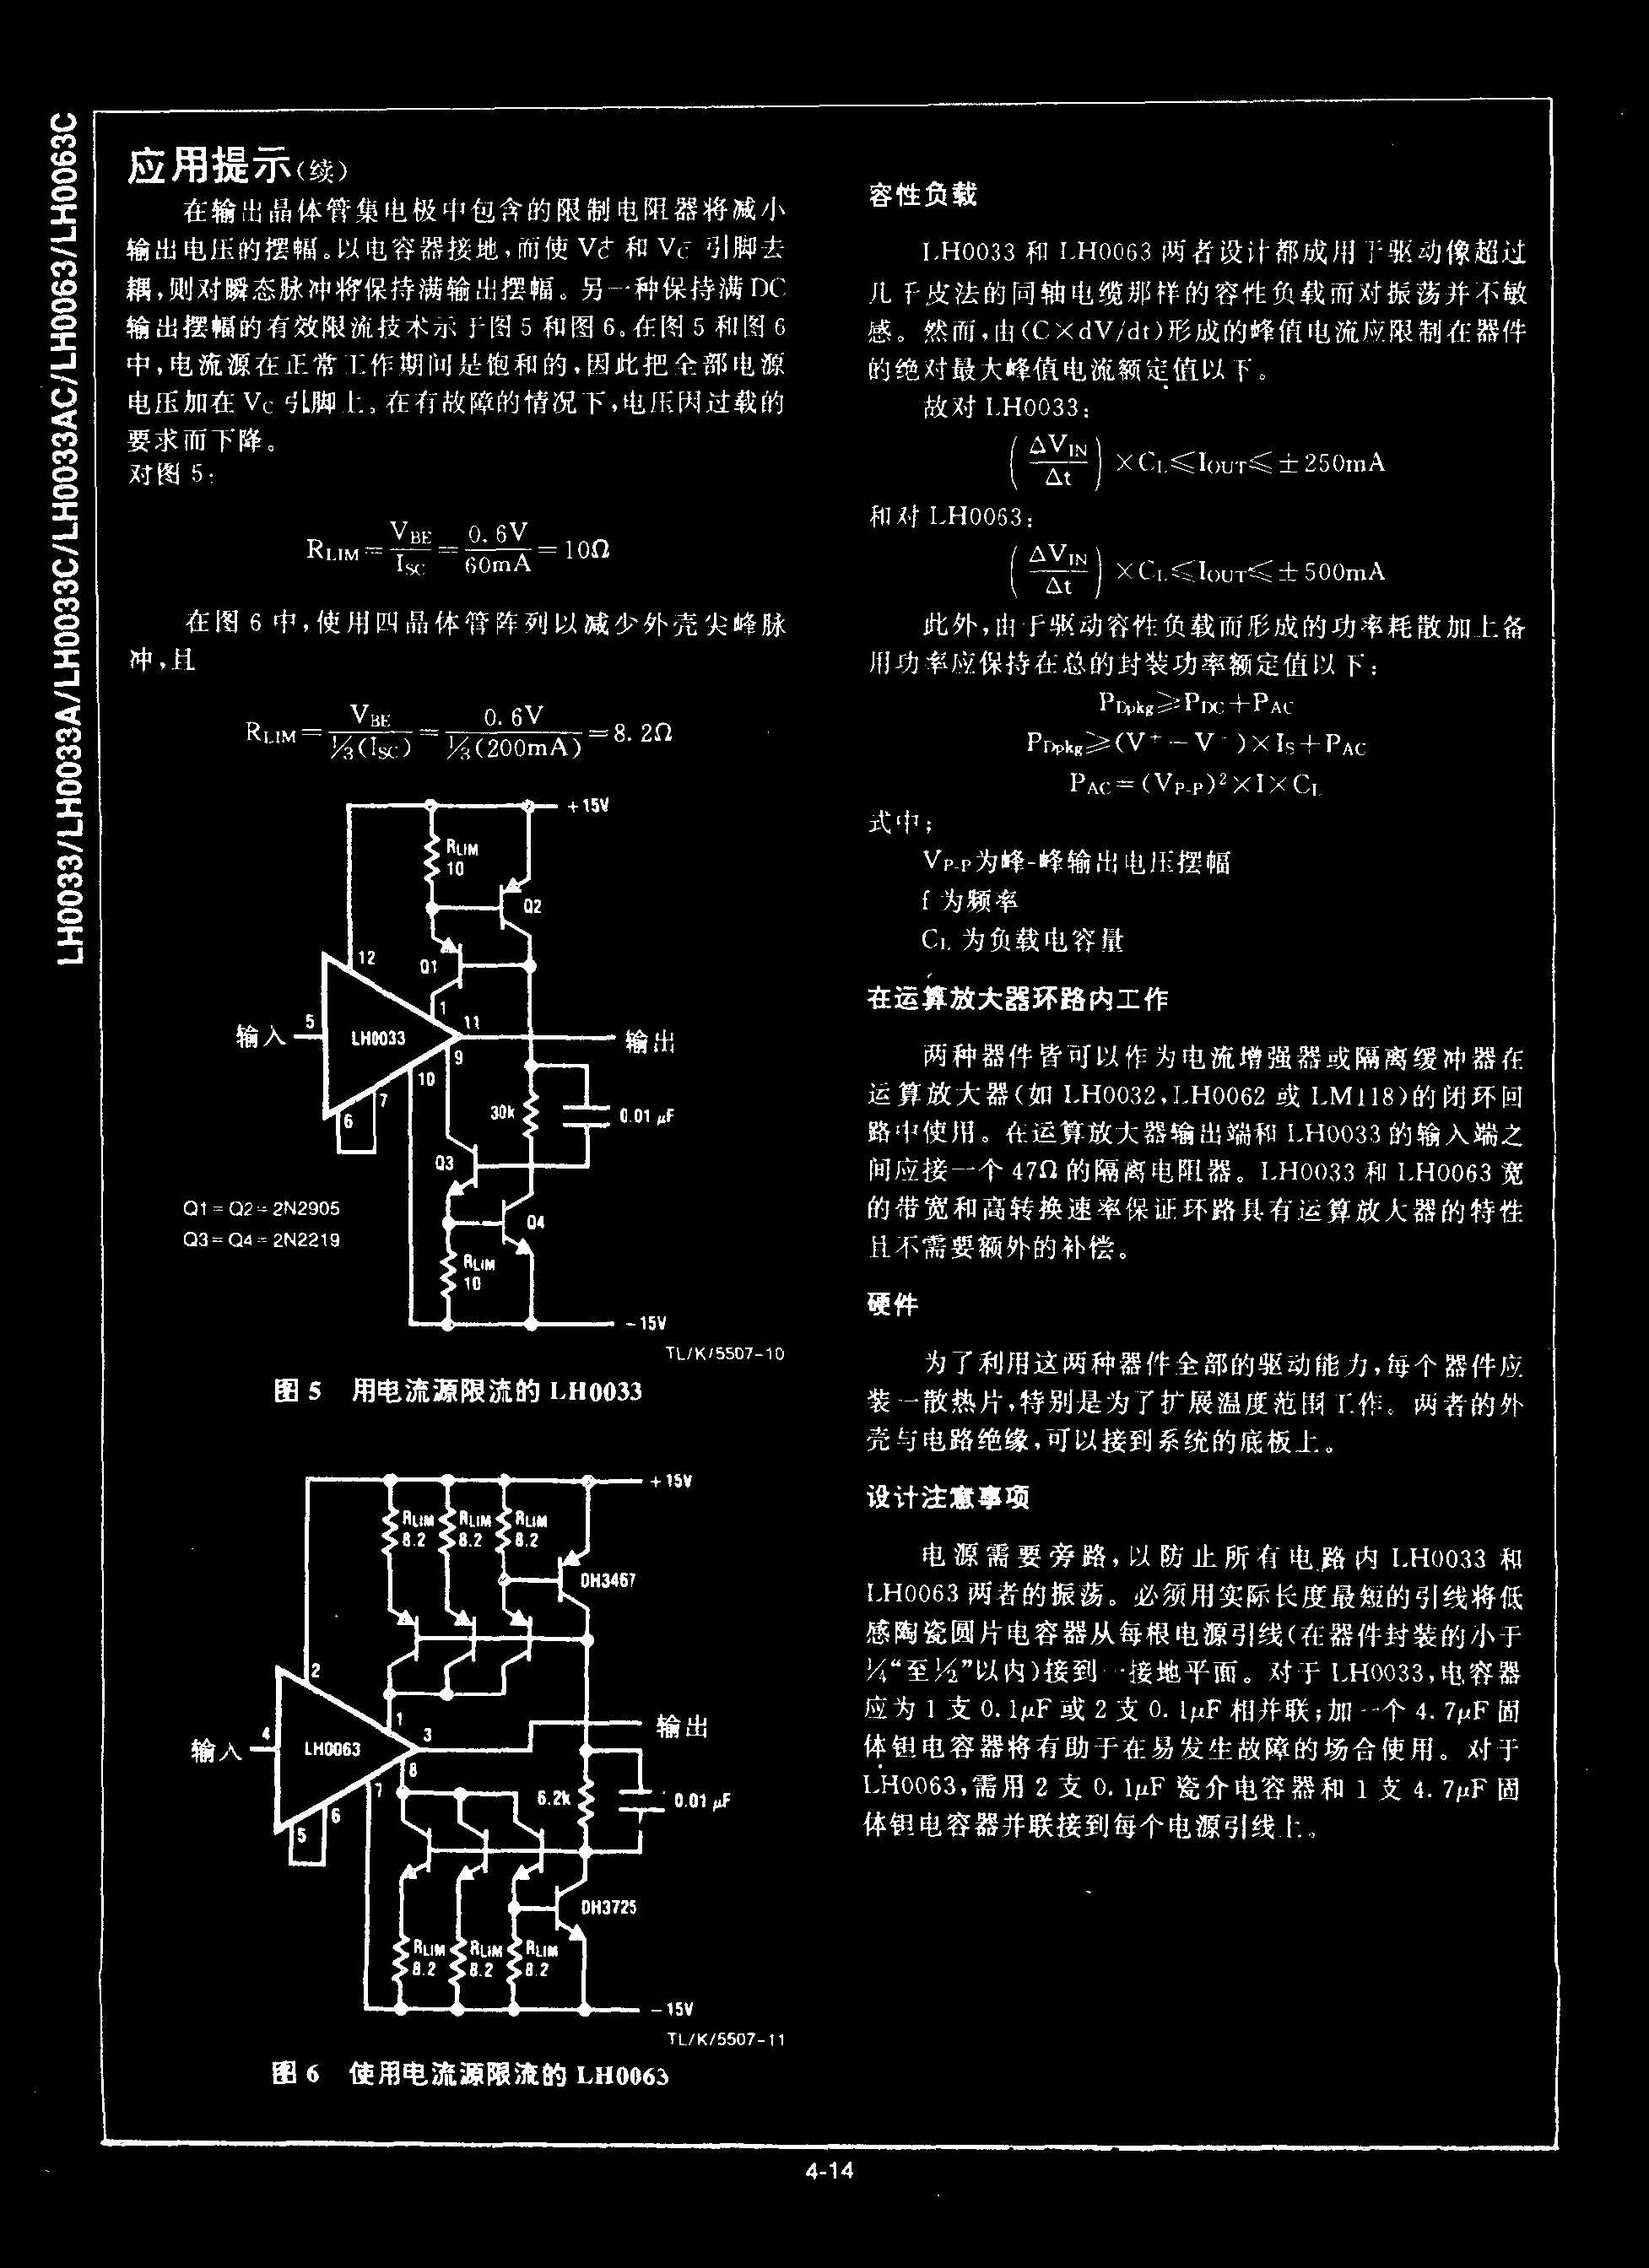 LH0033/LH0033A/LH0033C/LH0033AC/LH0063/LH0063C
应用提示(续)
在输出晶体管集电极中包含的限制电阻器将减小
输出电压的摆幅。以电容器接地,而使 Vc⁺ 和 Vc⁻ 引脚去
耦,则对瞬态脉冲将保持满输出摆幅。另一种保持满 DC
输出摆幅的有效限流技术示于图 5 和图 6。在图 5 和图 6
中,电流源在正常工作期间是饱和的,因此把全部电源
电压加在 Vc 引脚上。在有故障的情况下,电压因过载的
要求而下降。
对图 5:
RLIM = VBE/ISC = 0.6V/60mA = 10Ω
在图 6 中,使用四晶体管阵列以减少外壳尖峰脉
冲,且
RLIM = VBE/⅓(ISC) = 0.6V/⅓(200mA) = 8.2Ω
+15V
RLIM
10
Q2
12
Q1
1
输入
5
LH0033
11
输出
9
10
7
6
30k
0.01 μF
Q3
Q1 = Q2 = 2N2905
Q4
Q3 = Q4 = 2N2219
RLIM
10
-15V
TL/K/5507-10
图 5 用电流源限流的 LH0033
+15V
RLIM RLIM RLIM
8.2 8.2 8.2
DH3467
2
1
输出
输入
4
LH0063
3
8
7
6.2k
0.01 μF
6
5
DH3725
RLIM RLIM RLIM
8.2 8.2 8.2
-15V
TL/K/5507-11
图 6 使用电流源限流的 LH0063
容性负载
LH0033 和 LH0063 两者设计都成用于驱动像超过
几千皮法的同轴电缆那样的容性负载而对振荡并不敏
感。然而,由(C×dV/dt)形成的峰值电流应限制在器件
的绝对最大峰值电流额定值以下。
故对 LH0033:
(ΔVIN/Δt) ×CL≤IOUT≤±250mA
和对 LH0063:
(ΔVIN/Δt) ×CL≤IOUT≤±500mA
此外,由于驱动容性负载而形成的功率耗散加上备
用功率应保持在总的封装功率额定值以下:
PDpkg≥PDC+PAC
PDpkg≥(V⁺-V⁻)×IS+PAC
PAC=(VP-P)²×I×CL
式中;
VP-P为峰-峰输出电压摆幅
f 为频率
CL 为负载电容量
在运算放大器环路内工作
两种器件皆可以作为电流增强器或隔离缓冲器在
运算放大器(如 LH0032,LH0062 或 LM118)的闭环回
路中使用。在运算放大器输出端和 LH0033 的输入端之
间应接一个 47Ω 的隔离电阻器。LH0033 和 LH0063 宽
的带宽和高转换速率保证环路具有运算放大器的特性
且不需要额外的补偿。
硬件
为了利用这两种器件全部的驱动能力,每个器件应
装一散热片,特别是为了扩展温度范围工作。两者的外
壳与电路绝缘,可以接到系统的底板上。
设计注意事项
电源需要旁路,以防止所有电路内 LH0033 和
LH0063 两者的振荡。必须用实际长度最短的引线将低
感陶瓷圆片电容器从每根电源引线(在器件封装的小于
¼“至½”以内)接到一接地平面。对于 LH0033,电容器
应为 1 支 0.1μF 或 2 支 0.1μF 相并联;加一个 4.7μF 固
体钽电容器将有助于在易发生故障的场合使用。对于
LH0063,需用 2 支 0.1μF 瓷介电容器和 1 支 4.7μF 固
体钽电容器并联接到每个电源引线上。
4-14